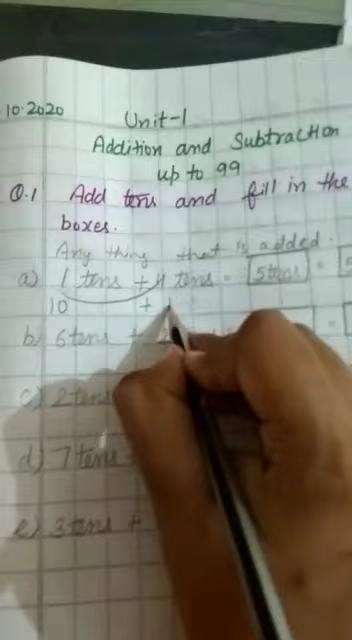 10.2020
Unit-1
Addition and Subtraction
up to 99
Q.1 Add tens and fill in the
boxes.
Any thing that is added.
a) 1 tens + 4 tens = 5 tens =
10 +
b) 6 tens +
c) 2 tens
d) 7 tens
e) 3 tens +